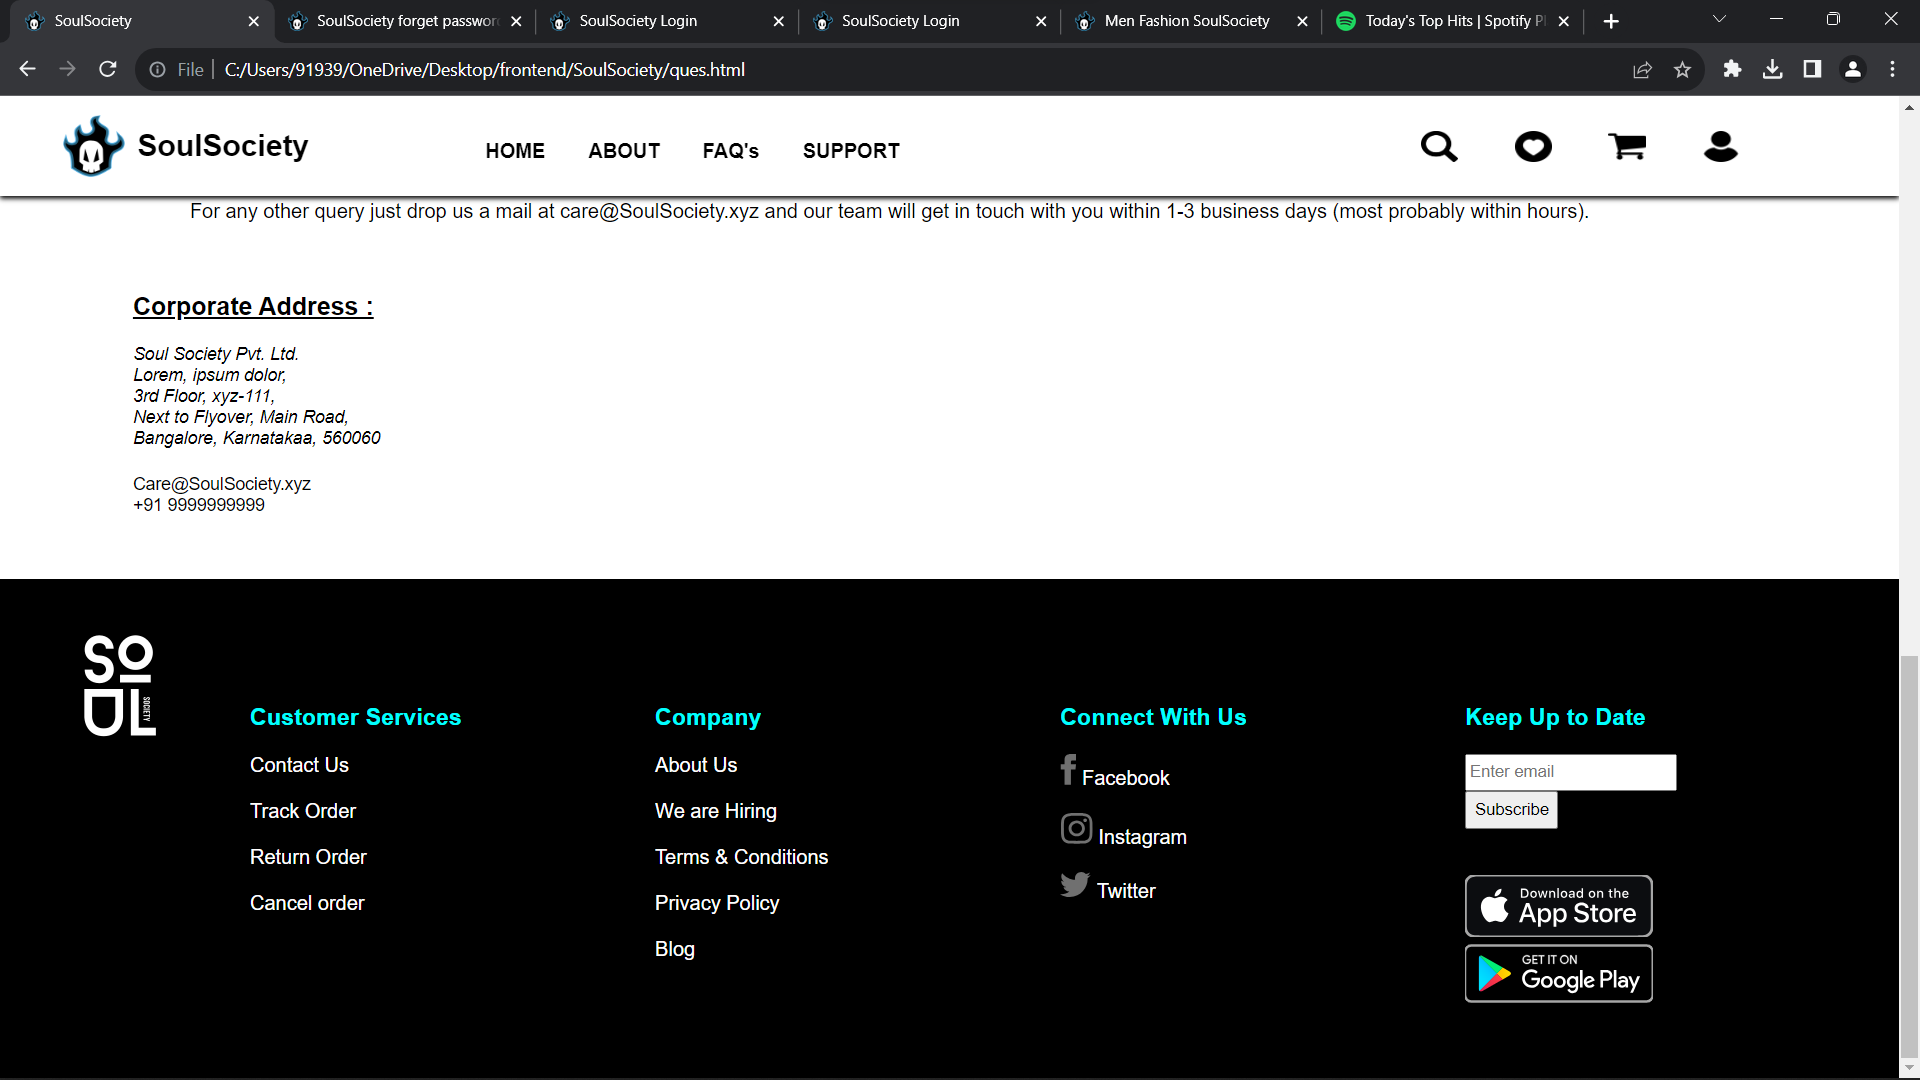 SoulSociety
SoulSociety forget passwor
SoulSociety Login
SoulSociety Login
Men Fashion SoulSociety
Today's Top Hits | Spotify Pl
File
C:/Users/91939/OneDrive/Desktop/frontend/SoulSociety/ques.html
SoulSociety
HOME ABOUT FAQ's SUPPORT
For any other query just drop us a mail at care@SoulSociety.xyz and our team will get in touch with you within 1-3 business days (most probably within hours).
Corporate Address :
Soul Society Pvt. Ltd.
Lorem, ipsum dolor,
3rd Floor, xyz-111,
Next to Flyover, Main Road,
Bangalore, Karnatakaa, 560060
Care@SoulSociety.xyz
+91 9999999999
SOUL
SOCIETY
Customer Services
Contact Us
Track Order
Return Order
Cancel order
Company
About Us
We are Hiring
Terms & Conditions
Privacy Policy
Blog
Connect With Us
Facebook
Instagram
Twitter
Keep Up to Date
Enter email
Subscribe
Download on the
App Store
GET IT ON
Google Play